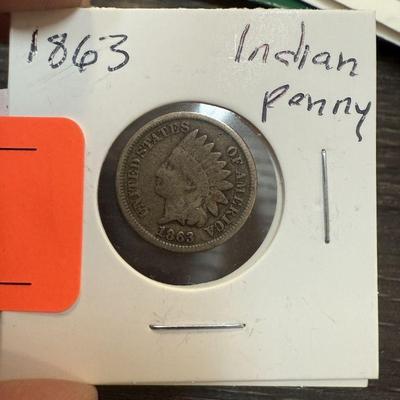 1863
Indian
Penny
UNITED STATES OF AMERICA
1863